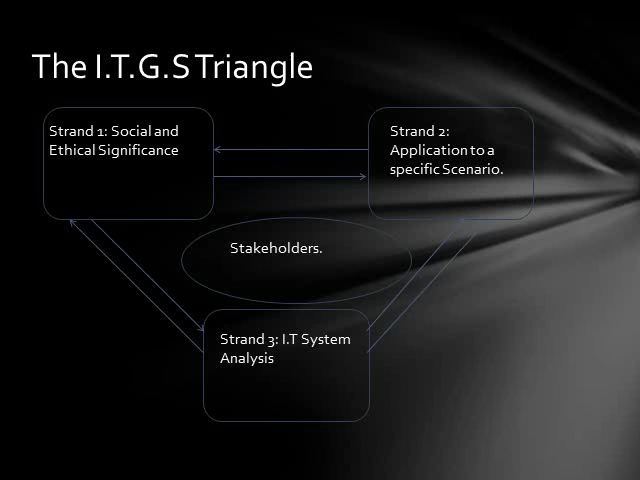 The I.T.G.S Triangle
Strand 1: Social and
Ethical Significance
Strand 2:
Application to a
specific Scenario.
Stakeholders.
Strand 3: I.T System
Analysis